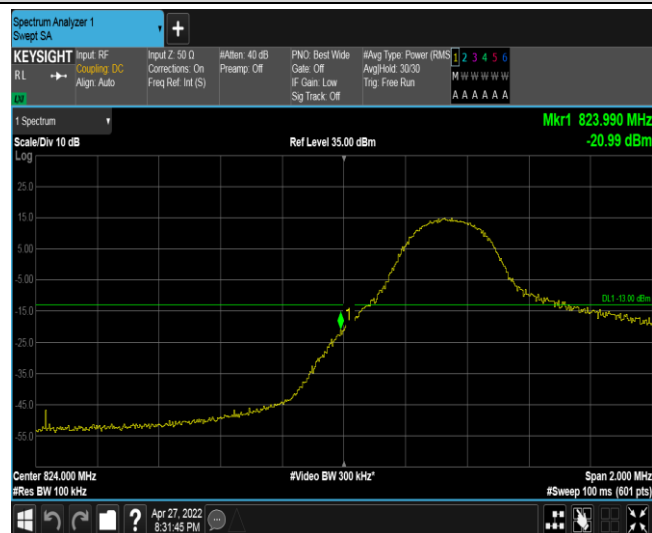 Spectrum Analyzer 1
Swept SA
+
KEYSIGHT
RL
Input: RF
Coupling: DC
Align: Auto
Input Z: 50 Ω
Corrections: On
Freq Ref: Int (S)
#Atten: 40 dB
Preamp: Off
PNO: Best Wide
Gate: Off
IF Gain: Low
Sig Track: Off
#Avg Type: Power (RMS
Avg|Hold: 30/30
Trig: Free Run
1 2 3 4 5 6
M W W W W W
A A A A A A
1 Spectrum
Scale/Div 10 dB
Log
Ref Level 35.00 dBm
Mkr1 823.990 MHz
-20.99 dBm
25.0
15.0
5.00
-5.00
-15.0
-25.0
-35.0
-45.0
-55.0
DL1 -13.00 dBm
1
Center 824.000 MHz
#Res BW 100 kHz
#Video BW 300 kHz*
Span 2.000 MHz
#Sweep 100 ms (601 pts)
?
Apr 27, 2022
8:31:45 PM